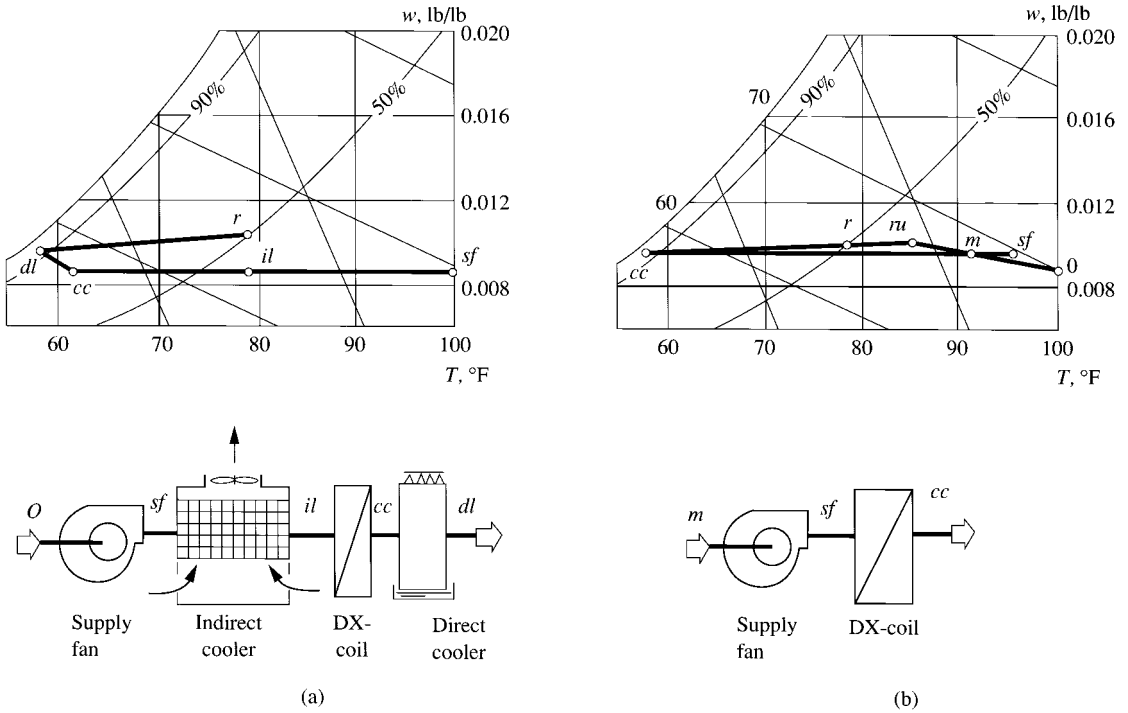 w, lb/lb
0.020
90%
50%
0.016
0.012
r
il
sf
dl
cc
0.008
60
70
80
90
100
T, °F
O
sf
il
cc
dl
Supply
fan
Indirect
cooler
DX-
coil
Direct
cooler
(a)
w, lb/lb
0.020
70
90%
50%
0.016
60
0.012
r
ru
m
sf
0
cc
0.008
60
70
80
90
100
T, °F
m
sf
cc
Supply
fan
DX-coil
(b)